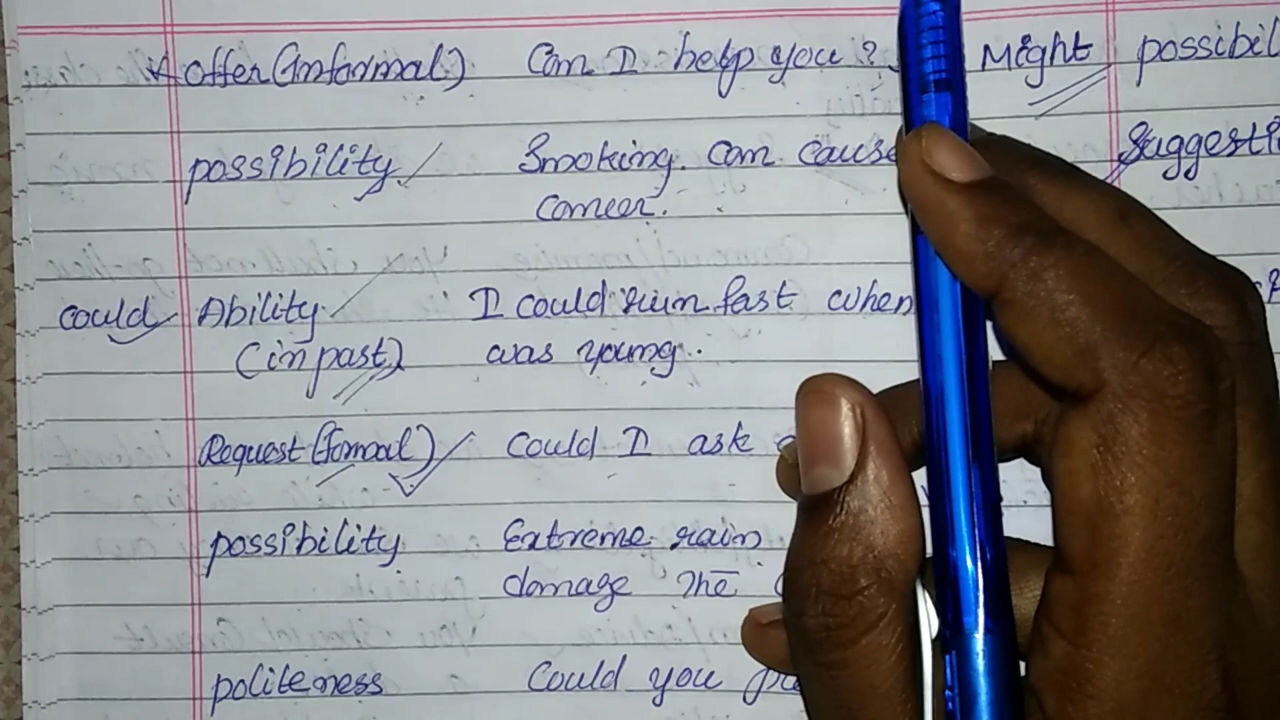 offer (informal) Can I help you? Might possibil
possibility Smoking can cause Suggesti
cancer.
could Ability I could run fast when
(in past) was young.
Request (formal) Could I ask
possibility Extreme rain
damage the
politeness Could you